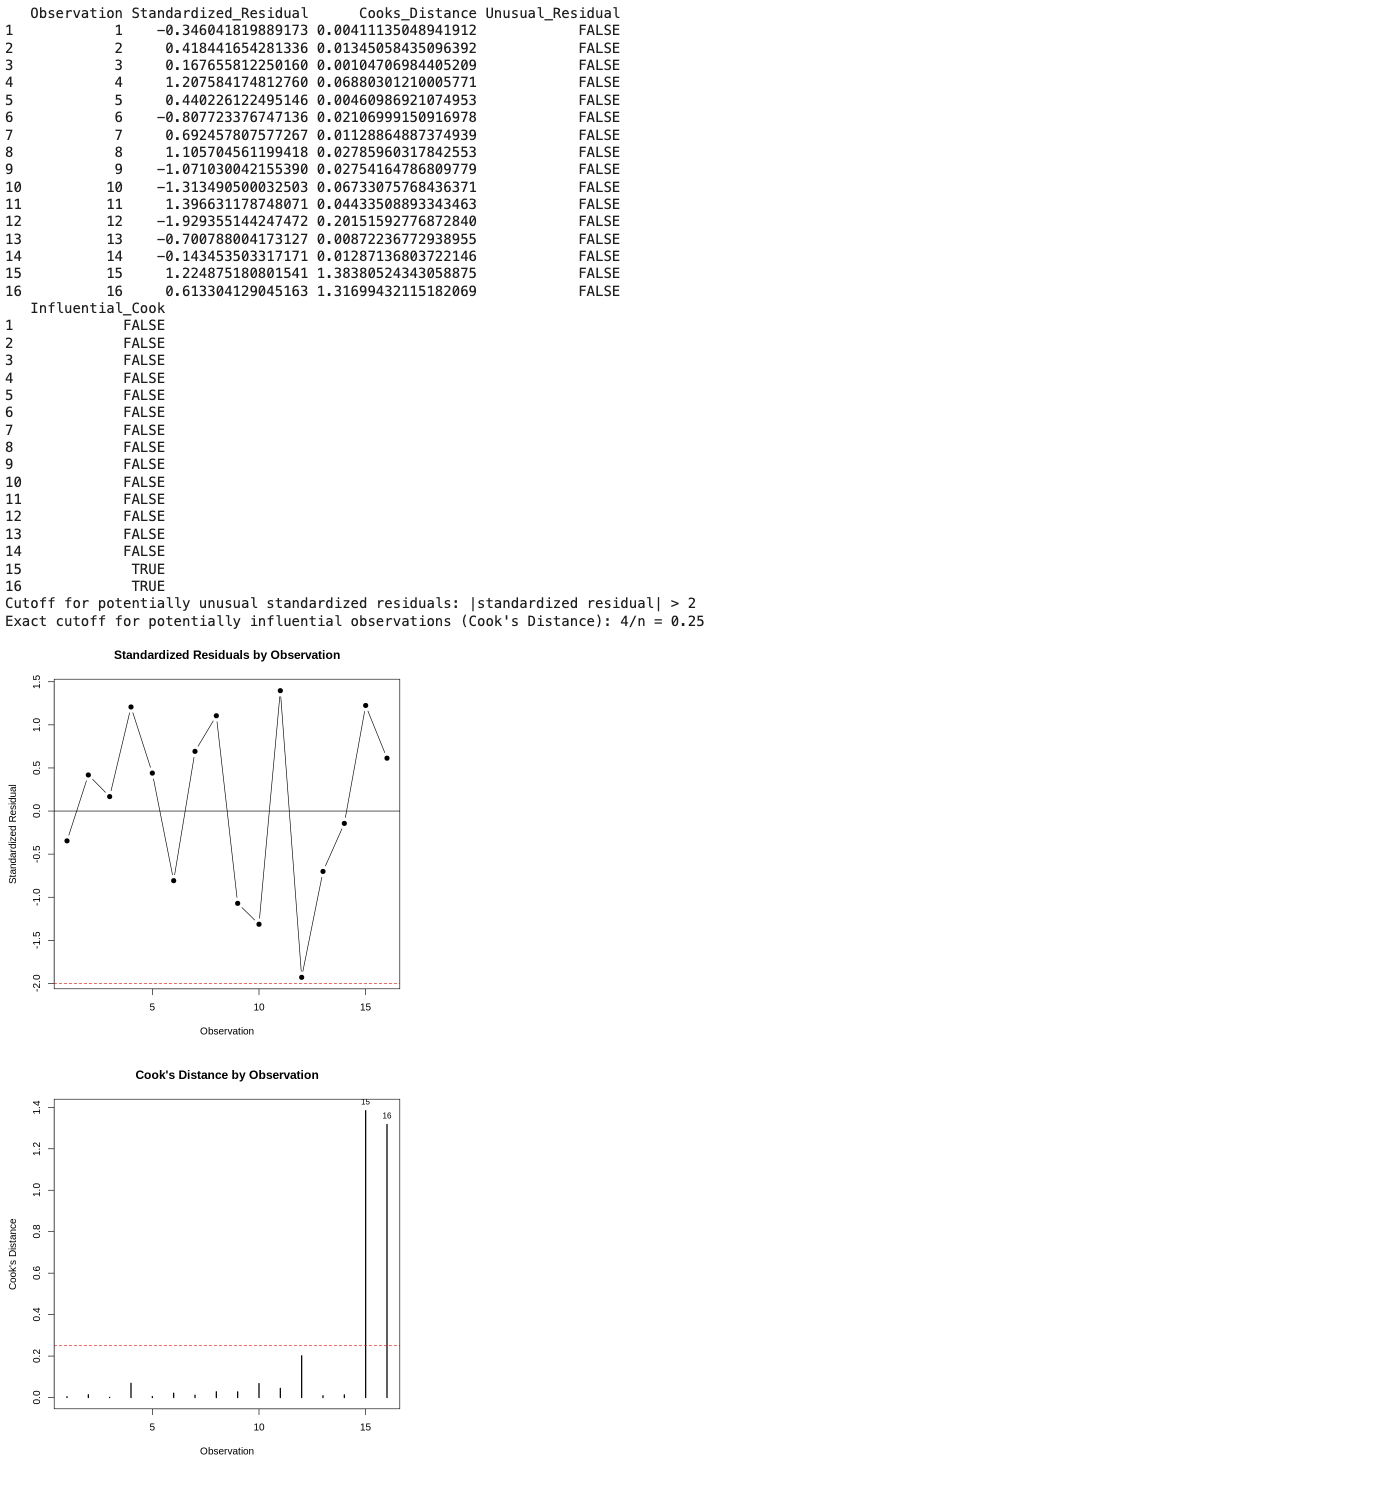 Observation Standardized_Residual Cooks_Distance Unusual_Residual
1 1 −0.346041819889173 0.00411135048941912 FALSE
2 2 0.418441654281336 0.01345058435096392 FALSE
3 3 0.167655812250160 0.00104706984405209 FALSE
4 4 1.207584174812760 0.06880301210005771 FALSE
5 5 0.440226122495146 0.00460986921074953 FALSE
6 6 −0.807723376747136 0.02106999150916978 FALSE
7 7 0.692457807577267 0.01128864887374939 FALSE
8 8 1.105704561199418 0.02785960317842553 FALSE
9 9 −1.071030042155390 0.02754164786809779 FALSE
10 10 −1.313490500032503 0.06733075768436371 FALSE
11 11 1.396631178748071 0.04433508893343463 FALSE
12 12 −1.929355144247472 0.20151592776872840 FALSE
13 13 −0.700788004173127 0.00872236772938955 FALSE
14 14 −0.143453503317171 0.01287136803722146 FALSE
15 15 1.224875180801541 1.38380524343058875 FALSE
16 16 0.613304129045163 1.31699432115182069 FALSE
Influential_Cook
1 FALSE
2 FALSE
3 FALSE
4 FALSE
5 FALSE
6 FALSE
7 FALSE
8 FALSE
9 FALSE
10 FALSE
11 FALSE
12 FALSE
13 FALSE
14 FALSE
15 TRUE
16 TRUE
Cutoff for potentially unusual standardized residuals: |standardized residual| > 2
Exact cutoff for potentially influential observations (Cook's Distance): 4/n = 0.25
Standardized Residuals by Observation
1.5
1.0
0.5
0.0
-0.5
-1.0
-1.5
-2.0
Standardized Residual
5 10 15
Observation
Cook's Distance by Observation
15
16
1.4
1.2
1.0
0.8
0.6
0.4
0.2
0.0
Cook's Distance
5 10 15
Observation